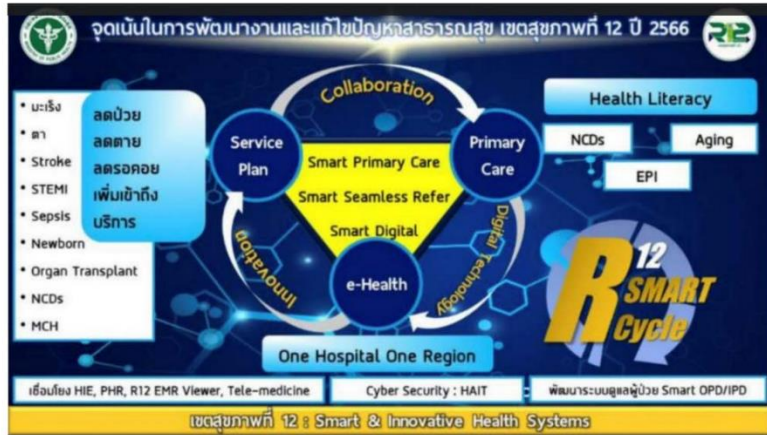 จุดเน้นในการพัฒนางานและแก้ไขปัญหาสาธารณสุข เขตสุขภาพที่ 12 ปี 2566
R12
• มะเร็ง
• ตา
• Stroke
• STEMI
• Sepsis
• Newborn
• Organ Transplant
• NCDs
• MCH
ลดป่วย
ลดตาย
ลดรอคอย
เพิ่มเข้าถึง
บริการ
Collaboration
Service
Plan
Primary
Care
Smart Primary Care
Smart Seamless Refer
Smart Digital
Innovation
Digital Technology
e-Health
One Hospital One Region
Health Literacy
NCDs
Aging
EPI
R12
SMART
Cycle
เชื่อมโยง HIE, PHR, R12 EMR Viewer, Tele-medicine
Cyber Security : HAIT
พัฒนาระบบดูแลผู้ป่วย Smart OPD/IPD
เขตสุขภาพที่ 12 : Smart & Innovative Health Systems